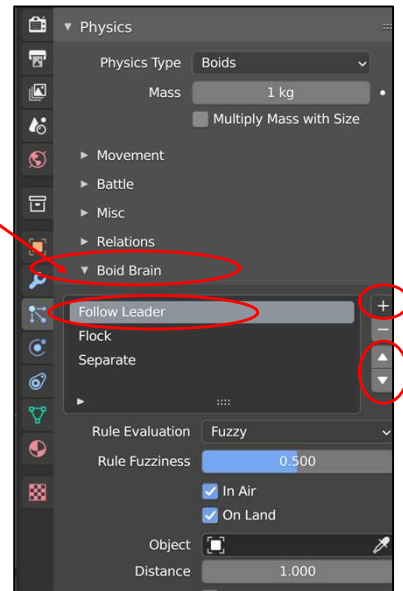 Physics
Physics Type Boids
Mass 1 kg
Multiply Mass with Size
Movement
Battle
Misc
Relations
Boid Brain
Follow Leader
Flock
Separate
Rule Evaluation Fuzzy
Rule Fuzziness 0.500
In Air
On Land
Object
Distance 1.000